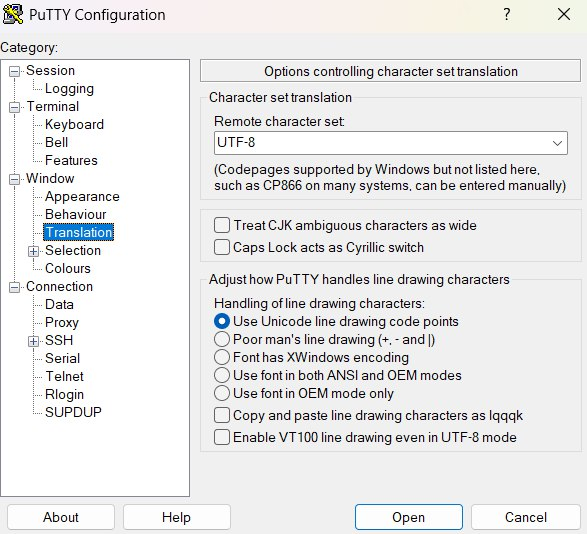 PuTTY Configuration
?
Category:
Session
Logging
Terminal
Keyboard
Bell
Features
Window
Appearance
Behaviour
Translation
Selection
Colours
Connection
Data
Proxy
SSH
Serial
Telnet
Rlogin
SUPDUP
Options controlling character set translation
Character set translation
Remote character set:
UTF-8
(Codepages supported by Windows but not listed here,
such as CP866 on many systems, can be entered manually)
Treat CJK ambiguous characters as wide
Caps Lock acts as Cyrillic switch
Adjust how PuTTY handles line drawing characters
Handling of line drawing characters:
Use Unicode line drawing code points
Poor man's line drawing (+, - and |)
Font has XWindows encoding
Use font in both ANSI and OEM modes
Use font in OEM mode only
Copy and paste line drawing characters as lqqqk
Enable VT100 line drawing even in UTF-8 mode
About
Help
Open
Cancel